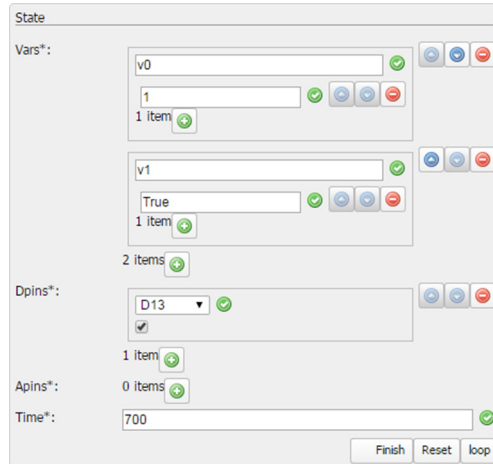 State
Vars*:
v0
1
1 item
v1
True
1 item
2 items
Dpins*:
D13
1 item
Apins*: 0 items
Time*: 700
Finish Reset loop